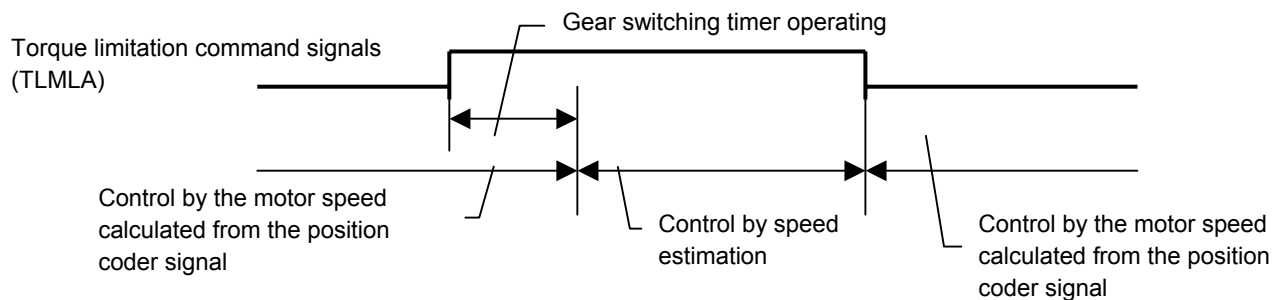 Gear switching timer operating
Torque limitation command signals
(TLMLA)
Control by the motor speed
calculated from the position
coder signal
Control by speed
estimation
Control by the motor speed
calculated from the position
coder signal